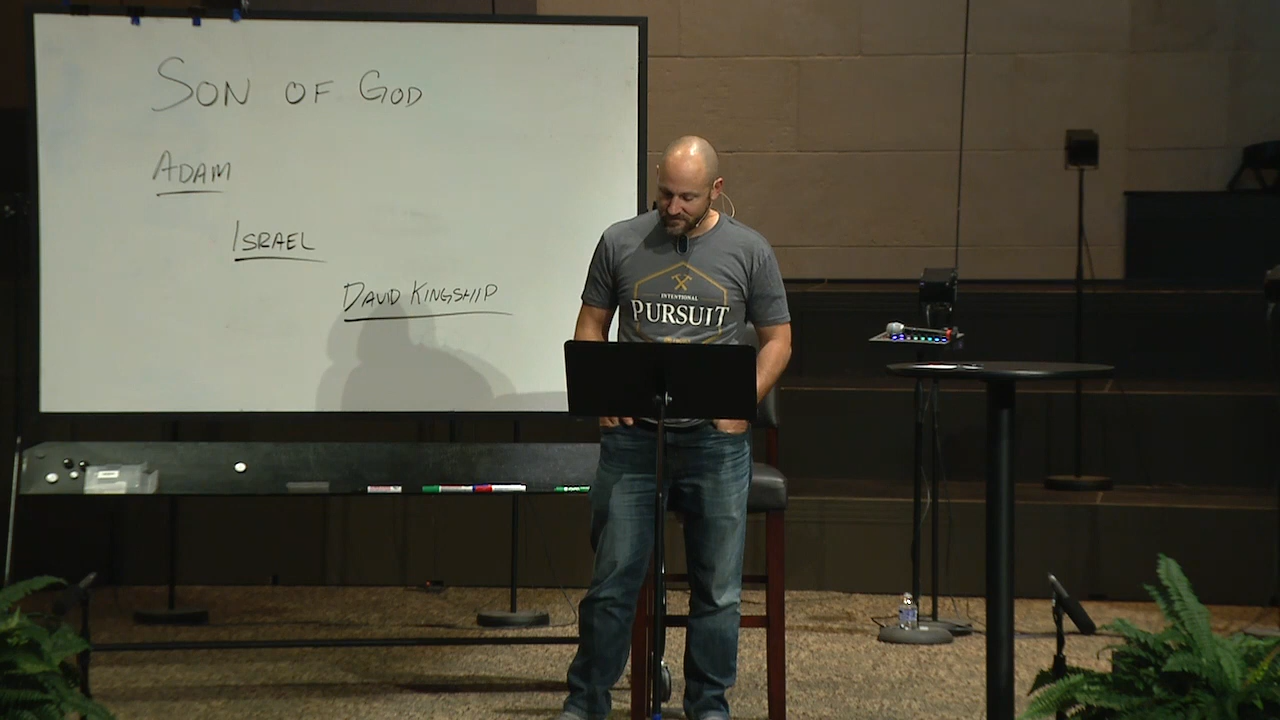 SON OF GOD
ADAM
ISRAEL
DAVID KINGSHIP
INTENTIONAL
PURSUIT